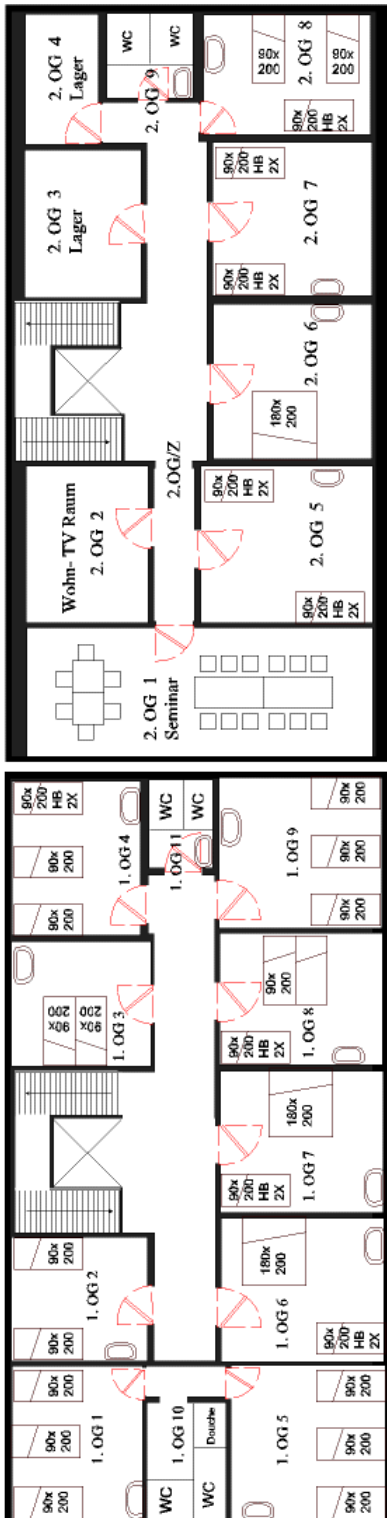 2. OG 4
Lager
WC
WC
2. OG 9
2. OG 8
90x
200
90x
200
90x
200
HB
2X
2. OG 3
Lager
90x
200
HB
2X
2. OG 7
90x
200
HB
2X
2. OG 6
180x
200
2.OG/Z
Wohn- TV Raum
2. OG 2
90x
200
HB
2X
2. OG 5
90x
200
HB
2X
2. OG 1
Seminar
90x
200
HB
2X
90x
200
90x
200
1. OG 4
WC
WC
1. OG 11
1. OG 9
90x
200
90x
200
90x
200
1. OG 3
90x
200
90x
200
90x
200
90x
200
HB
2X
1. OG 8
180x
200
90x
200
HB
2X
1. OG 7
90x
200
90x
200
1. OG 2
180x
200
1. OG 6
90x
200
HB
2X
90x
200
90x
200
90x
200
1. OG 1
1. OG 10
Douche
WC
WC
1. OG 5
90x
200
90x
200
90x
200